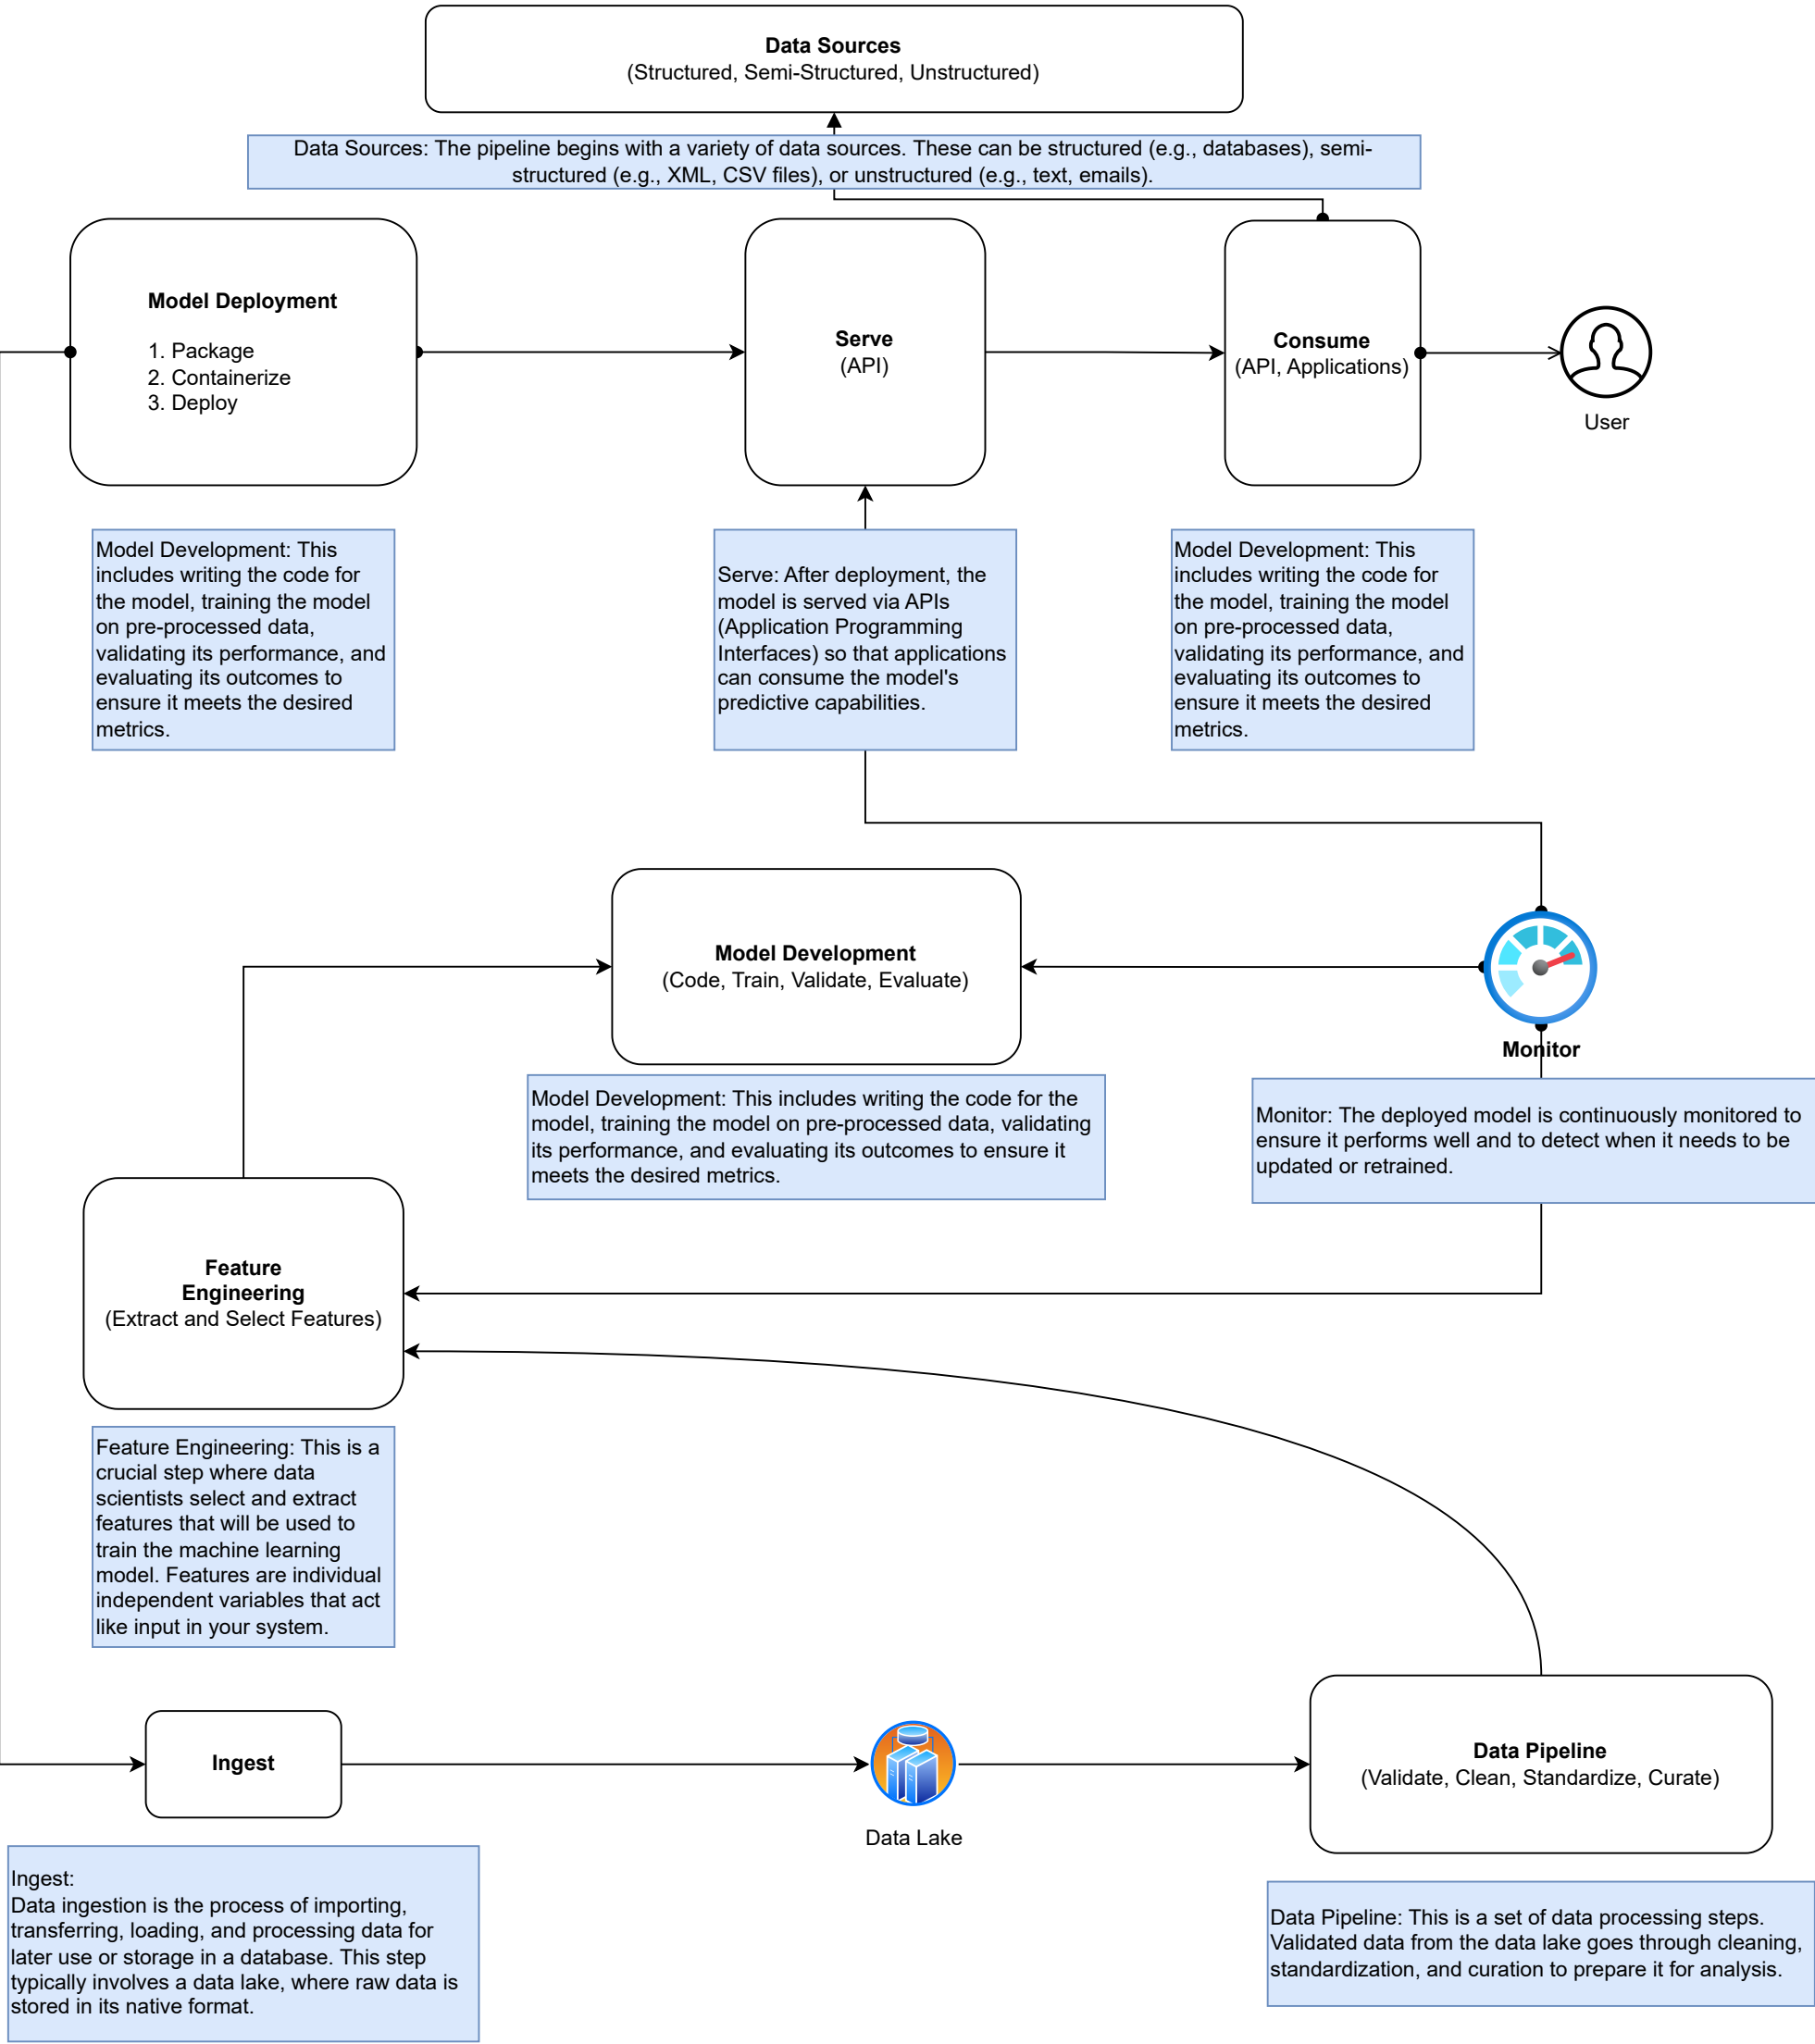 Data Sources
(Structured, Semi-Structured, Unstructured)
Data Sources: The pipeline begins with a variety of data sources. These can be structured (e.g., databases), semi-
structured (e.g., XML, CSV files), or unstructured (e.g., text, emails).
Model Deployment
1. Package
2. Containerize
3. Deploy
Serve
(API)
Consume
(API, Applications)
User
Model Development: This
includes writing the code for
the model, training the model
on pre-processed data,
validating its performance, and
evaluating its outcomes to
ensure it meets the desired
metrics.
Serve: After deployment, the
model is served via APIs
(Application Programming
Interfaces) so that applications
can consume the model's
predictive capabilities.
Model Development: This
includes writing the code for
the model, training the model
on pre-processed data,
validating its performance, and
evaluating its outcomes to
ensure it meets the desired
metrics.
Model Development
(Code, Train, Validate, Evaluate)
Monitor
Model Development: This includes writing the code for the
model, training the model on pre-processed data, validating
its performance, and evaluating its outcomes to ensure it
meets the desired metrics.
Monitor: The deployed model is continuously monitored to
ensure it performs well and to detect when it needs to be
updated or retrained.
Feature
Engineering
(Extract and Select Features)
Feature Engineering: This is a
crucial step where data
scientists select and extract
features that will be used to
train the machine learning
model. Features are individual
independent variables that act
like input in your system.
Ingest
Data Lake
Data Pipeline
(Validate, Clean, Standardize, Curate)
Ingest:
Data ingestion is the process of importing,
transferring, loading, and processing data for
later use or storage in a database. This step
typically involves a data lake, where raw data is
stored in its native format.
Data Pipeline: This is a set of data processing steps.
Validated data from the data lake goes through cleaning,
standardization, and curation to prepare it for analysis.